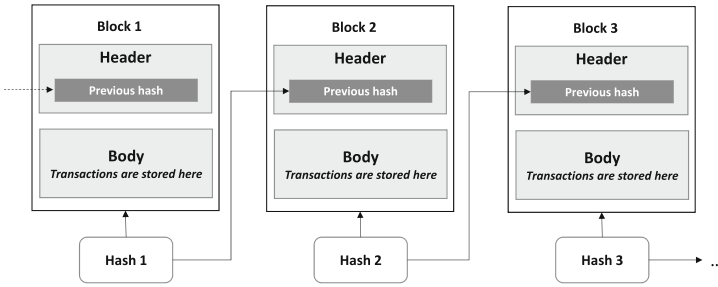 Block 1
Header
Previous hash
Body
Transactions are stored here
Hash 1
Block 2
Header
Previous hash
Body
Transactions are stored here
Hash 2
Block 3
Header
Previous hash
Body
Transactions are stored here
Hash 3
..